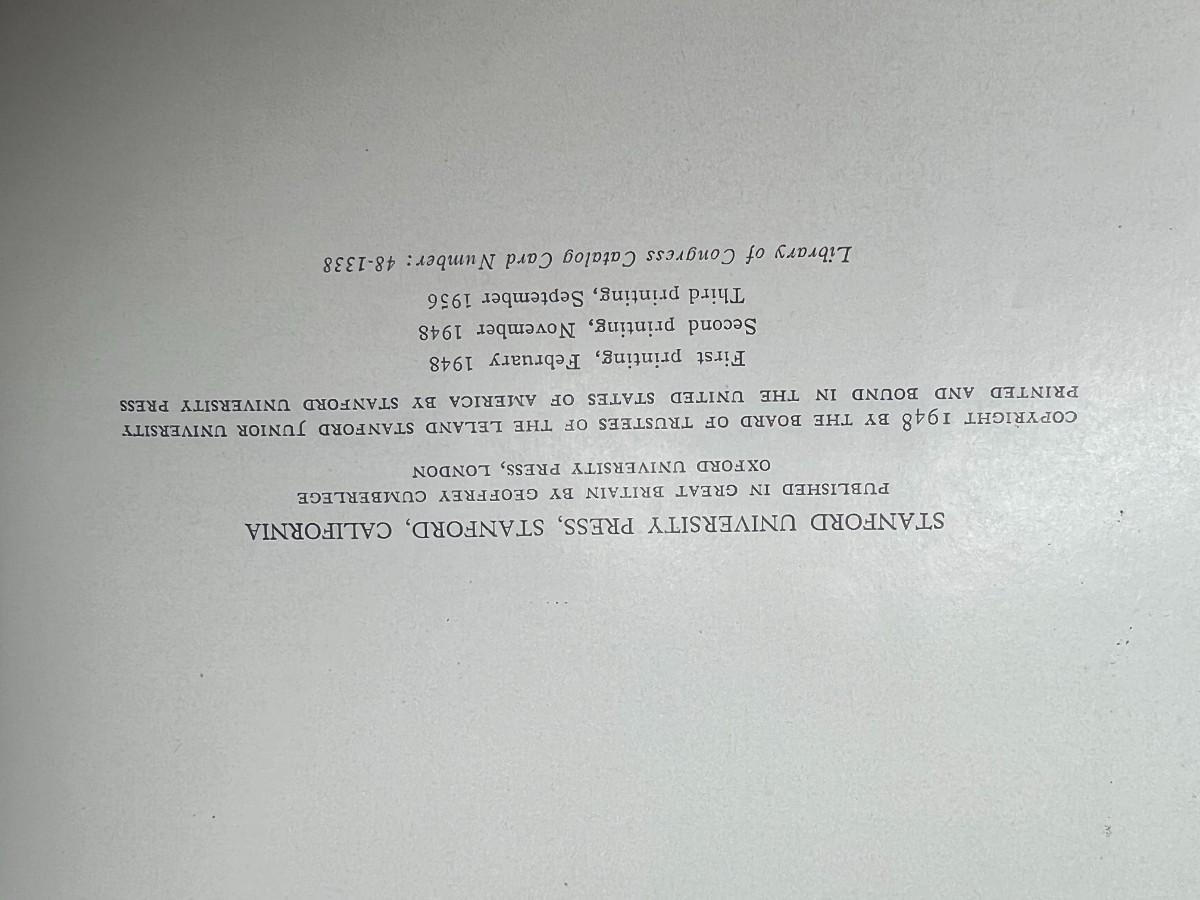 STANFORD UNIVERSITY PRESS, STANFORD, CALIFORNIA
PUBLISHED IN GREAT BRITAIN BY GEOFFREY CUMBERLEGE
OXFORD UNIVERSITY PRESS, LONDON
COPYRIGHT 1948 BY THE BOARD OF TRUSTEES OF THE LELAND STANFORD JUNIOR UNIVERSITY
PRINTED AND BOUND IN THE UNITED STATES OF AMERICA BY STANFORD UNIVERSITY PRESS
First printing, February 1948
Second printing, November 1948
Third printing, September 1956
Library of Congress Catalog Card Number: 48-1338